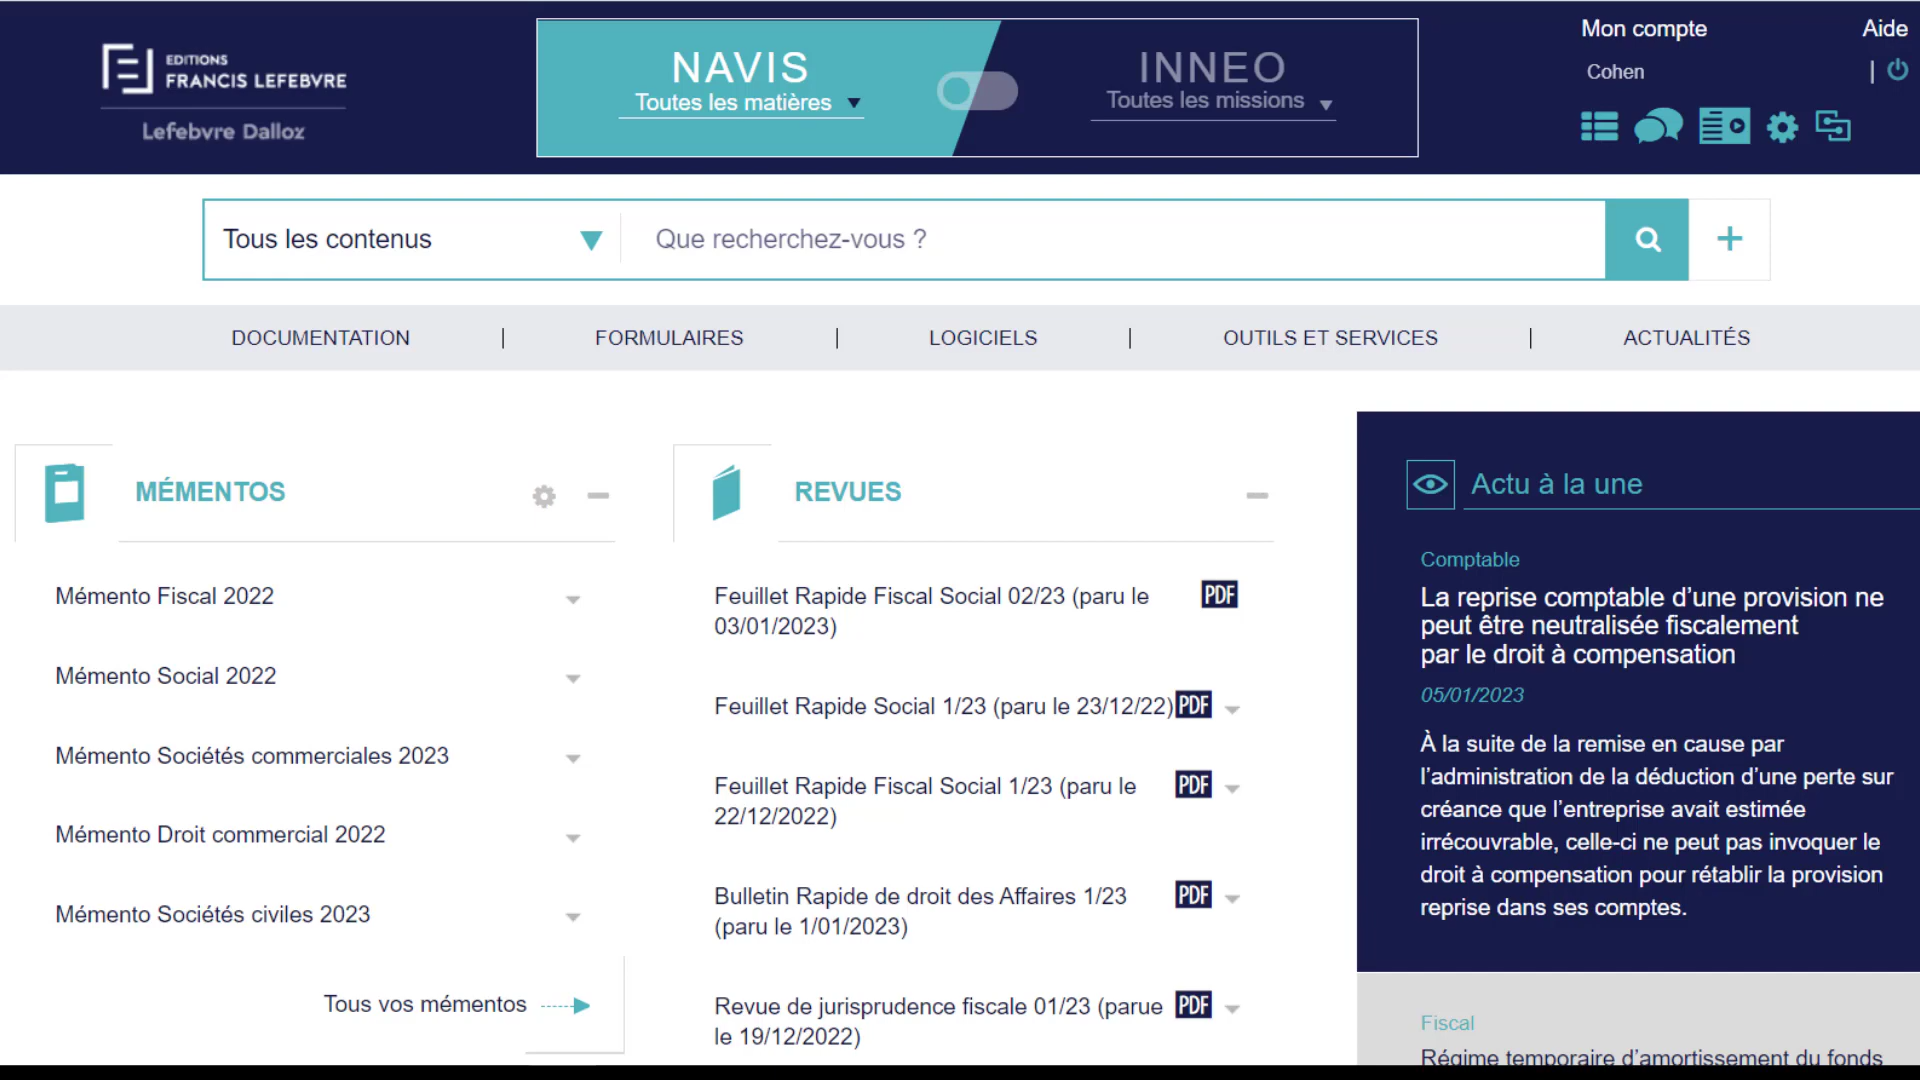 EDITIONS
FRANCIS LEFEBVRE
Lefebvre Dalloz
NAVIS
Toutes les matières
INNEO
Toutes les missions
Mon compte
Aide
Cohen
|
Tous les contenus
Que recherchez-vous ?
+
DOCUMENTATION | FORMULAIRES | LOGICIELS | OUTILS ET SERVICES | ACTUALITÉS
MÉMENTOS
Mémento Fiscal 2022
Mémento Social 2022
Mémento Sociétés commerciales 2023
Mémento Droit commercial 2022
Mémento Sociétés civiles 2023
Tous vos mémentos
REVUES
Feuillet Rapide Fiscal Social 02/23 (paru le PDF
03/01/2023)
Feuillet Rapide Social 1/23 (paru le 23/12/22) PDF
Feuillet Rapide Fiscal Social 1/23 (paru le PDF
22/12/2022)
Bulletin Rapide de droit des Affaires 1/23 PDF
(paru le 1/01/2023)
Revue de jurisprudence fiscale 01/23 (parue PDF
le 19/12/2022)
Actu à la une
Comptable
La reprise comptable d’une provision ne
peut être neutralisée fiscalement
par le droit à compensation
05/01/2023
À la suite de la remise en cause par
l’administration de la déduction d’une perte sur
créance que l’entreprise avait estimée
irrécouvrable, celle-ci ne peut pas invoquer le
droit à compensation pour rétablir la provision
reprise dans ses comptes.
Fiscal
Régime temporaire d’amortissement du fonds